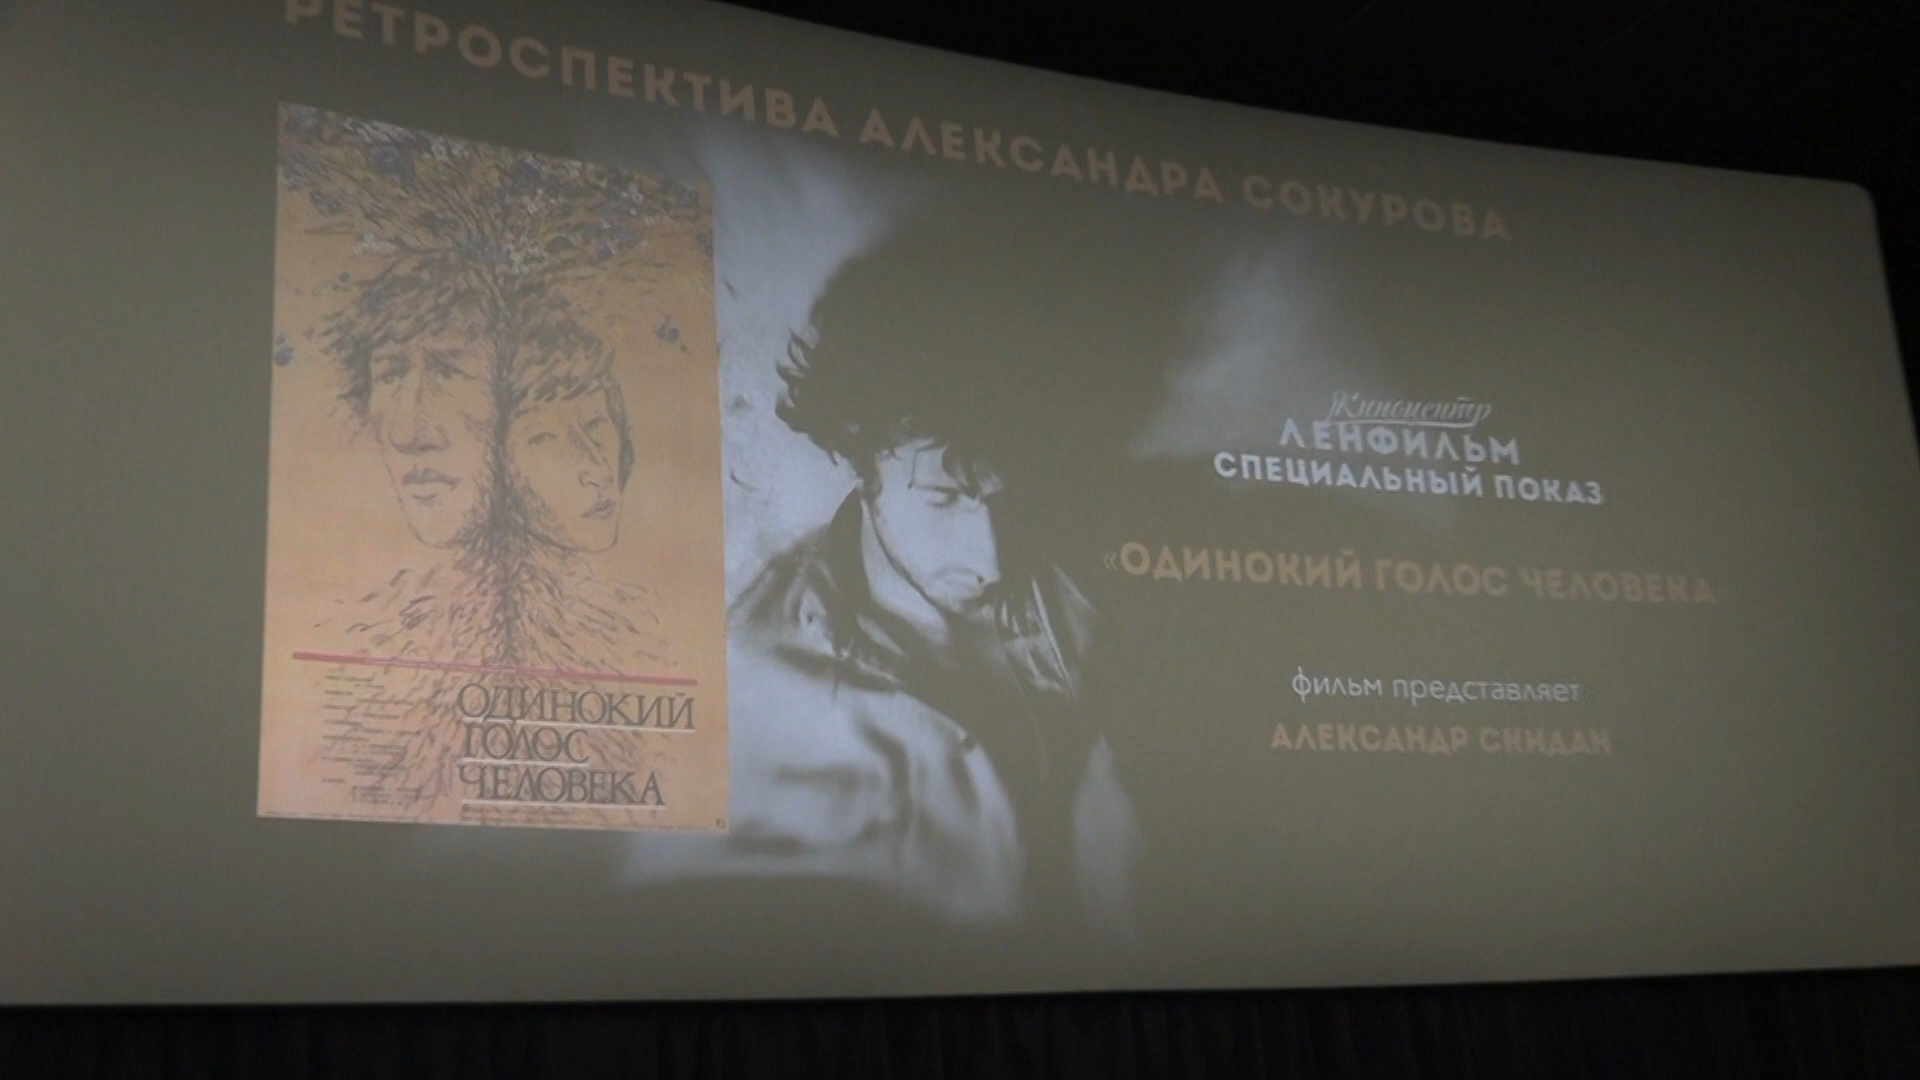 РЕТРОСПЕКТИВА АЛЕКСАНДРА СОКУРОВА
Киноцентр
ЛЕНФИЛЬМ
СПЕЦИАЛЬНЫЙ ПОКАЗ
«ОДИНОКИЙ ГОЛОС ЧЕЛОВЕКА»
фильм представляет
АЛЕКСАНДР СКИДАН
ОДИНОКИЙ
ГОЛОС
ЧЕЛОВЕКА